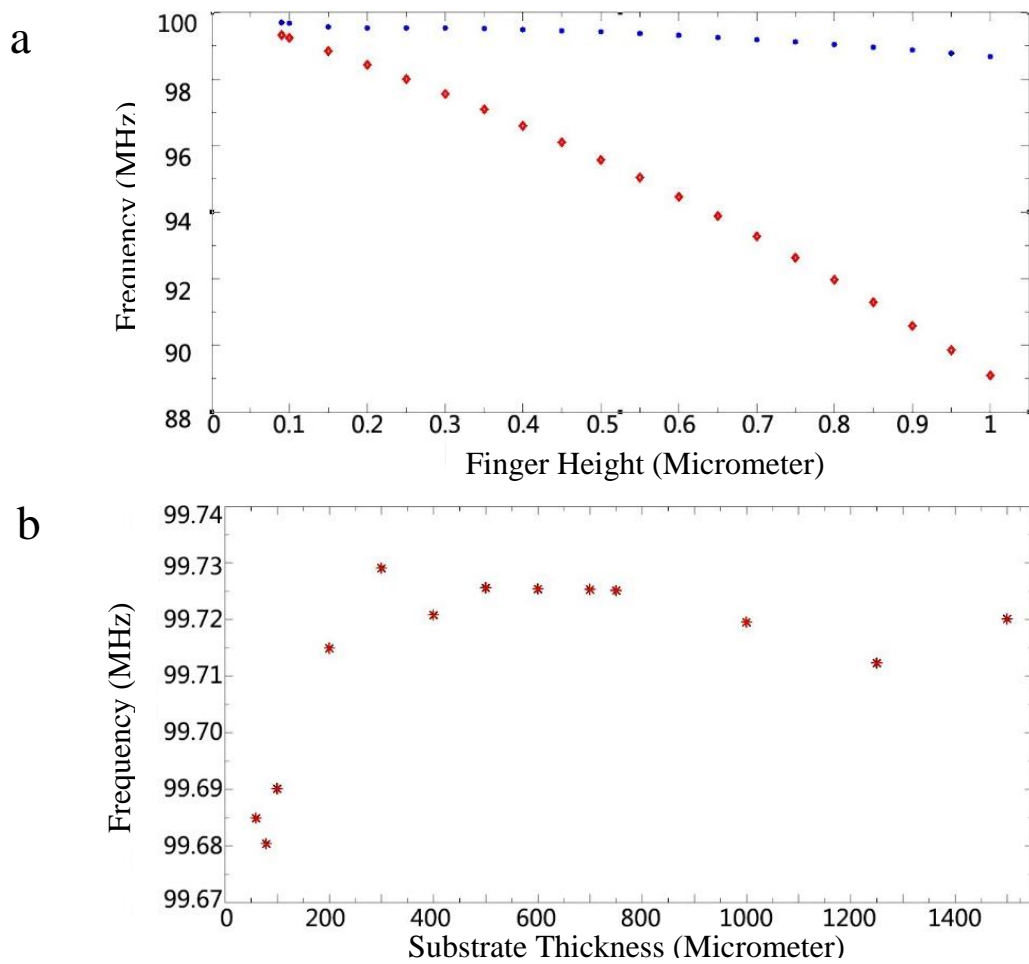 a
100
98
96
94
92
90
88
Frequency (MHz)
0 0.1 0.2 0.3 0.4 0.5 0.6 0.7 0.8 0.9 1
Finger Height (Micrometer)
b
99.74
99.73
99.72
99.71
99.70
99.69
99.68
99.67
Frequency (MHz)
0 200 400 600 800 1000 1200 1400
Substrate Thickness (Micrometer)